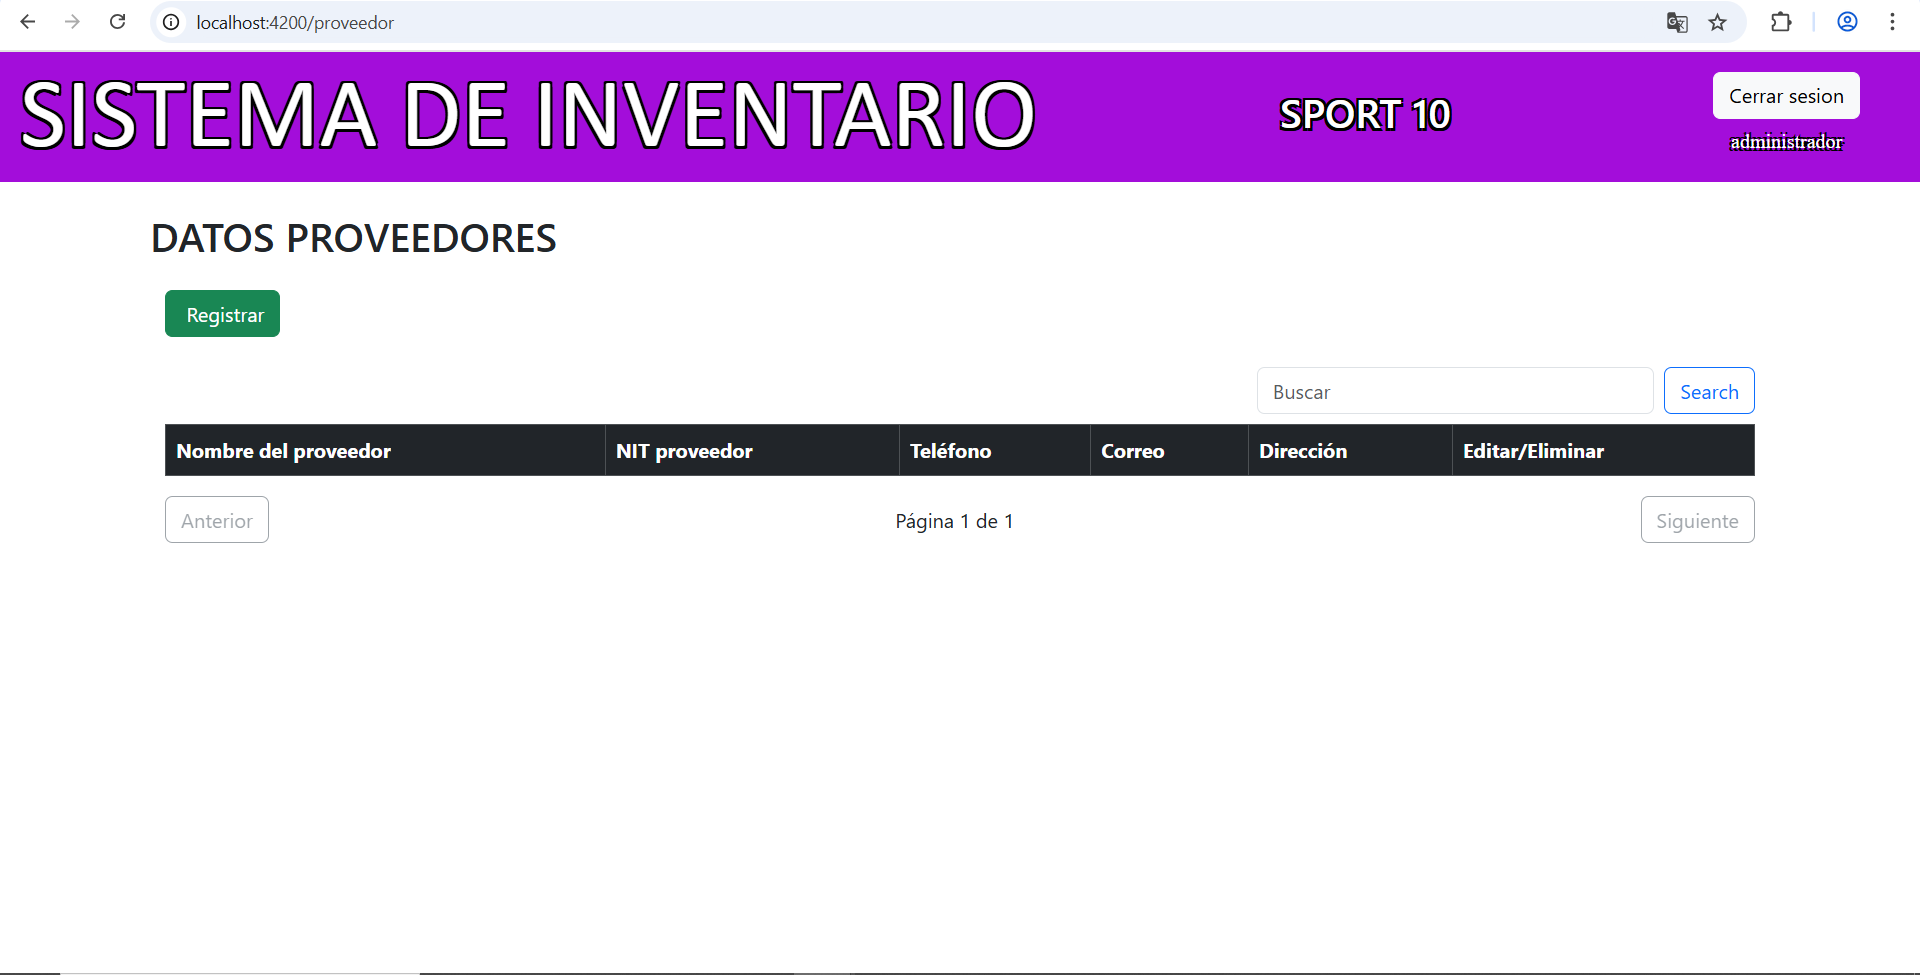 localhost:4200/proveedor
SISTEMA DE INVENTARIO
SPORT 10
Cerrar sesion
administrador
DATOS PROVEEDORES
Registrar
Buscar
Search
Nombre del proveedor NIT proveedor Teléfono Correo Dirección Editar/Eliminar
Anterior
Página 1 de 1
Siguiente